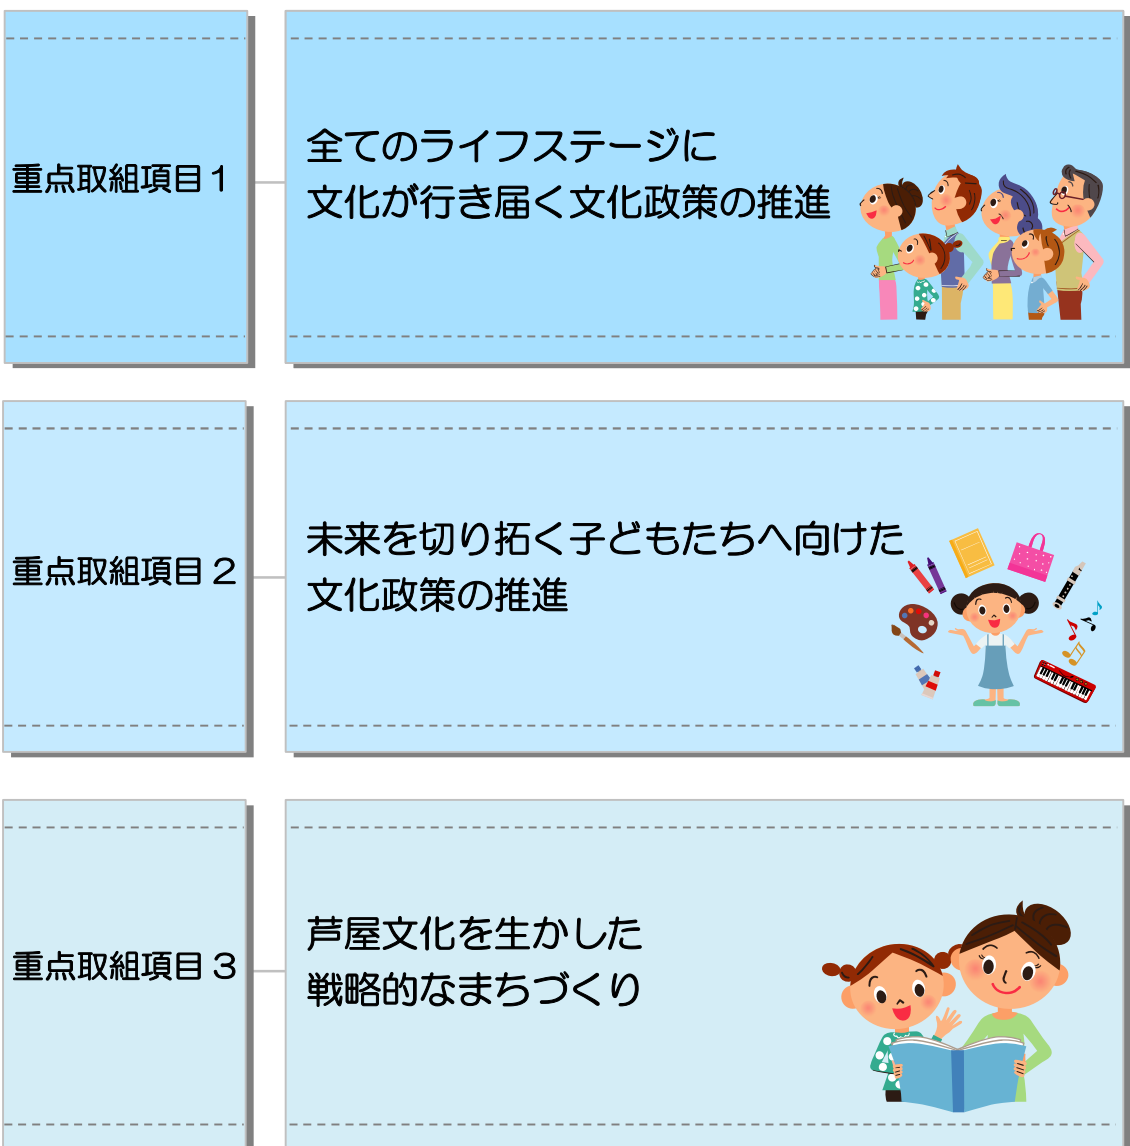 重点取組項目１
全てのライフステージに
文化が行き届く文化政策の推進
重点取組項目２
未来を切り拓く子どもたちへ向けた
文化政策の推進
重点取組項目３
芦屋文化を生かした
戦略的なまちづくり